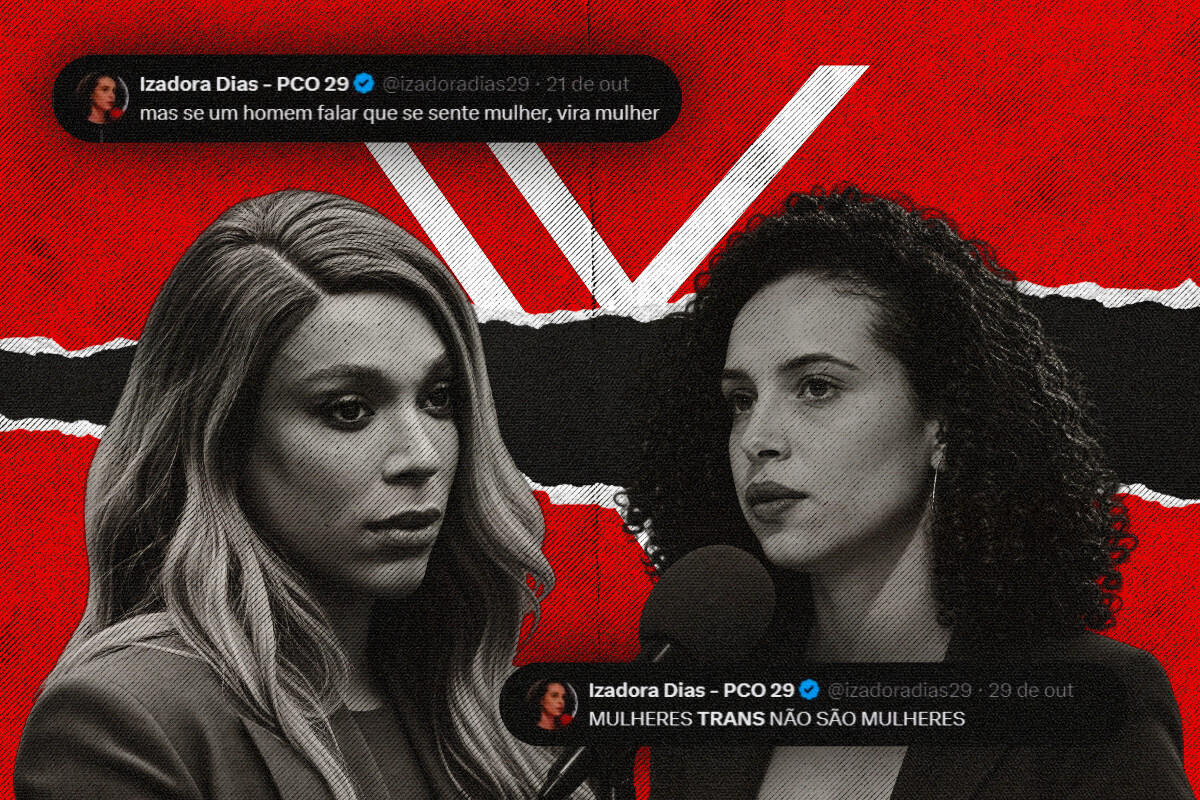 Izadora Dias - PCO 29 @izadoradias29 · 21 de out
mas se um homem falar que se sente mulher, vira mulher
Izadora Dias - PCO 29 @izadoradias29 · 29 de out
MULHERES TRANS NÃO SÃO MULHERES